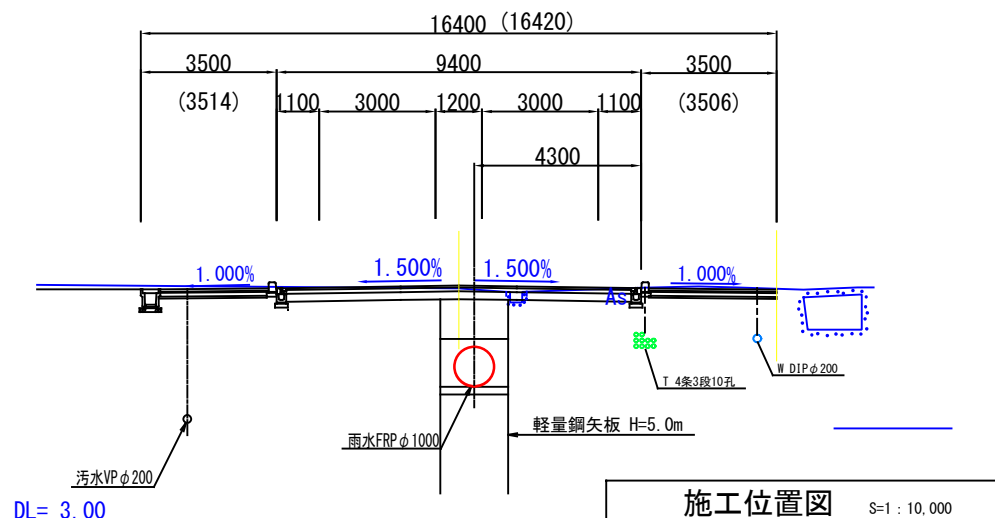 16400 (16420)
3500 9400 3500
(3514) 1100 3000 1200 3000 1100 (3506)
4300
1.000% 1.500% 1.500% 1.000%
As
T 4条3段10孔
W DIPφ200
雨水FRPφ1000
軽量鋼矢板 H=5.0m
汚水VPφ200
DL= 3.00
施工位置図 S=1 : 10,000